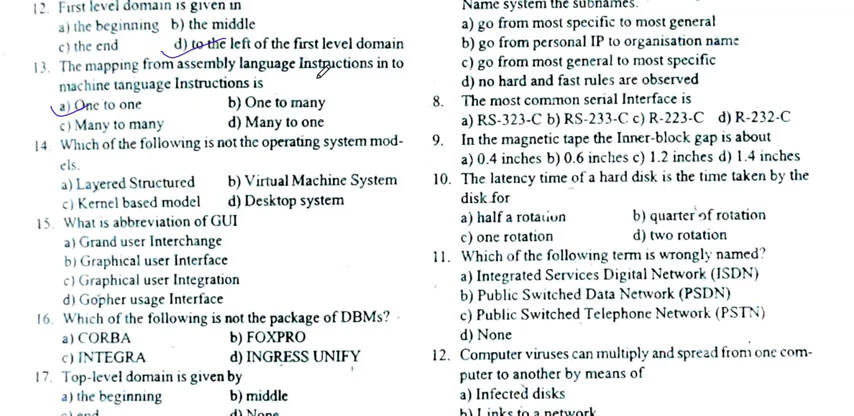 12. First level domain is given in
a) the beginning b) the middle
c) the end d) to the left of the first level domain
13. The mapping from assembly language Instructions in to
machine tanguage Instructions is
a) One to one b) One to many
c) Many to many d) Many to one
14. Which of the following is not the operating system mod-
els.
a) Layered Structured b) Virtual Machine System
c) Kernel based model d) Desktop system
15. What is abbreviation of GUI
a) Grand user Interchange
b) Graphical user Interface
c) Graphical user Integration
d) Gopher usage Interface
16. Which of the following is not the package of DBMs?
a) CORBA b) FOXPRO
c) INTEGRA d) INGRESS UNIFY
17. Top-level domain is given by
a) the beginning b) middle
c) end d) None
Name system the subnames.
a) go from most specific to most general
b) go from personal IP to organisation name
c) go from most general to most specific
d) no hard and fast rules are observed
8. The most common serial Interface is
a) RS-323-C b) RS-233-C c) R-223-C d) R-232-C
9. In the magnetic tape the Inner-block gap is about
a) 0.4 inches b) 0.6 inches c) 1.2 inches d) 1.4 inches
10. The latency time of a hard disk is the time taken by the
disk for
a) half a rotation b) quarter of rotation
c) one rotation d) two rotation
11. Which of the following term is wrongly named?
a) Integrated Services Digital Network (ISDN)
b) Public Switched Data Network (PSDN)
c) Public Switched Telephone Network (PSTN)
d) None
12. Computer viruses can multiply and spread from one com-
puter to another by means of
a) Infected disks
b) Links to a network